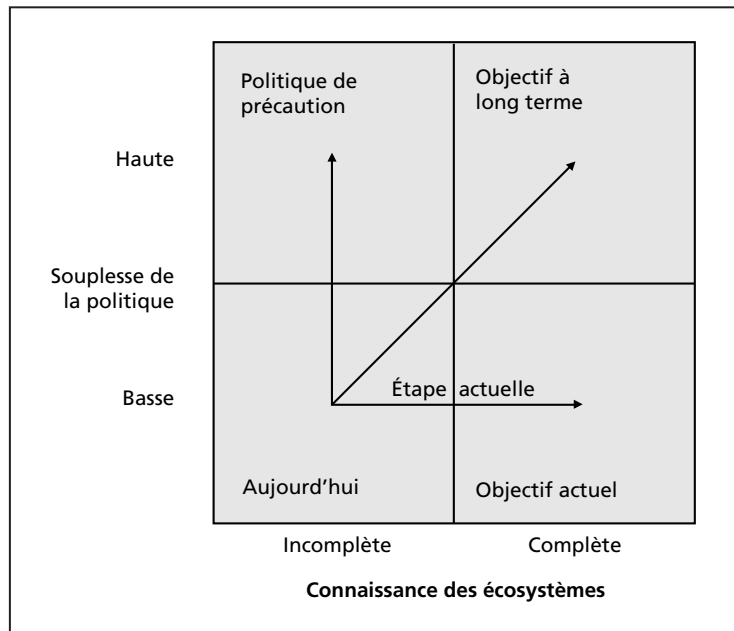 Politique de
précaution
Objectif à
long terme
Haute
Souplesse de
la politique
Étape actuelle
Basse
Aujourd'hui
Objectif actuel
Incomplète
Complète
Connaissance des écosystèmes